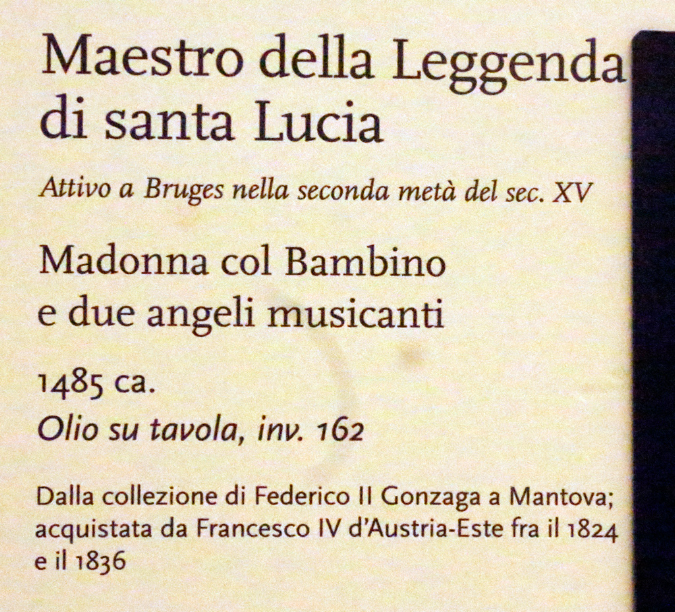 Maestro della Leggenda
di santa Lucia
Attivo a Bruges nella seconda metà del sec. XV
Madonna col Bambino
e due angeli musicanti
1485 ca.
Olio su tavola, inv. 162
Dalla collezione di Federico II Gonzaga a Mantova;
acquistata da Francesco IV d'Austria-Este fra il 1824
e il 1836